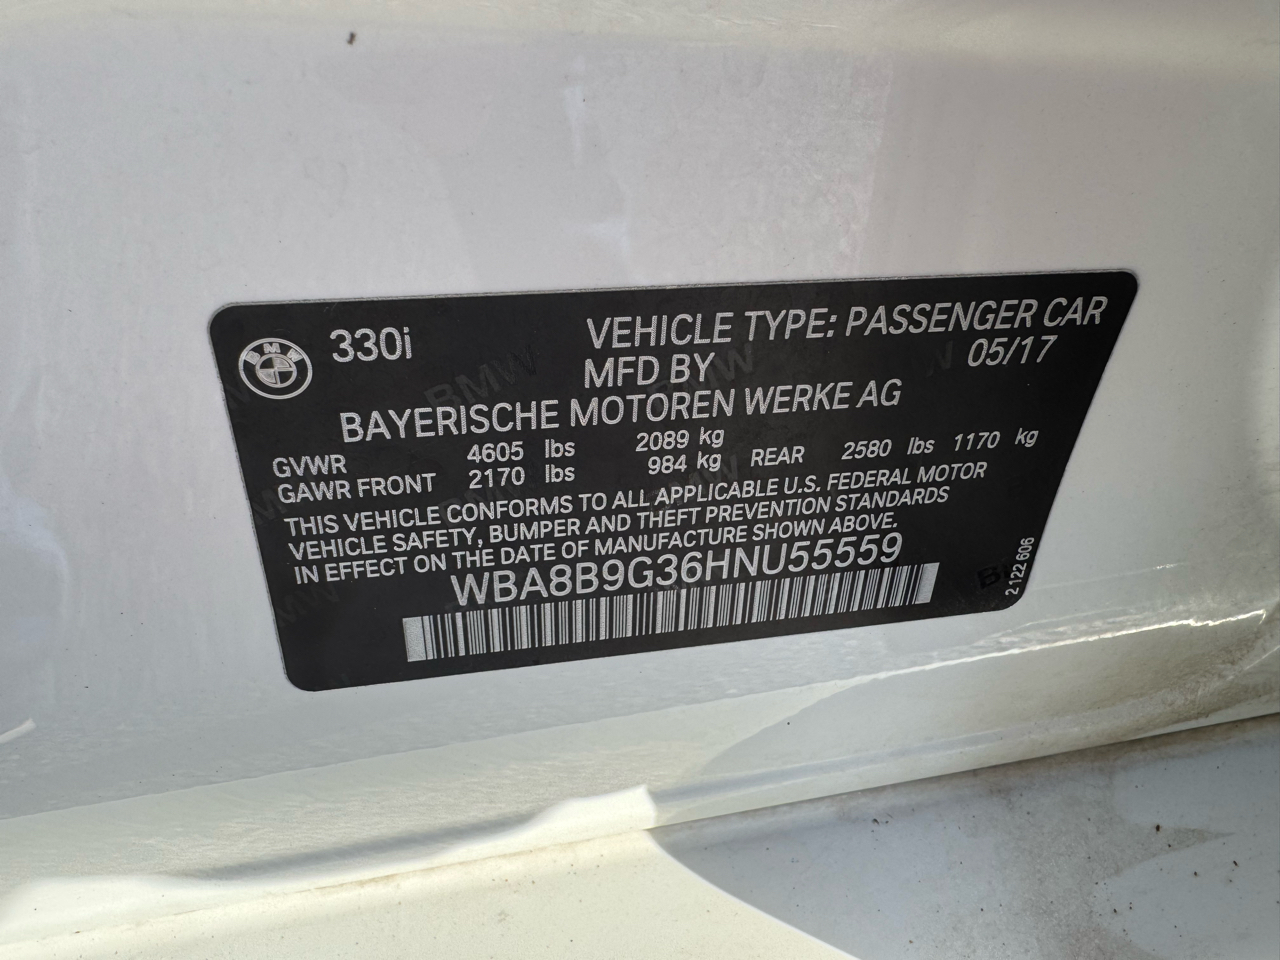 BMW 330i VEHICLE TYPE: PASSENGER CAR
MFD BY 05/17
BAYERISCHE MOTOREN WERKE AG
GVWR 4605 lbs 2089 kg
GAWR FRONT 2170 lbs 984 kg REAR 2580 lbs 1170 kg
THIS VEHICLE CONFORMS TO ALL APPLICABLE U.S. FEDERAL MOTOR
VEHICLE SAFETY, BUMPER AND THEFT PREVENTION STANDARDS
IN EFFECT ON THE DATE OF MANUFACTURE SHOWN ABOVE.
WBA8B9G36HNU55559
2 122 606